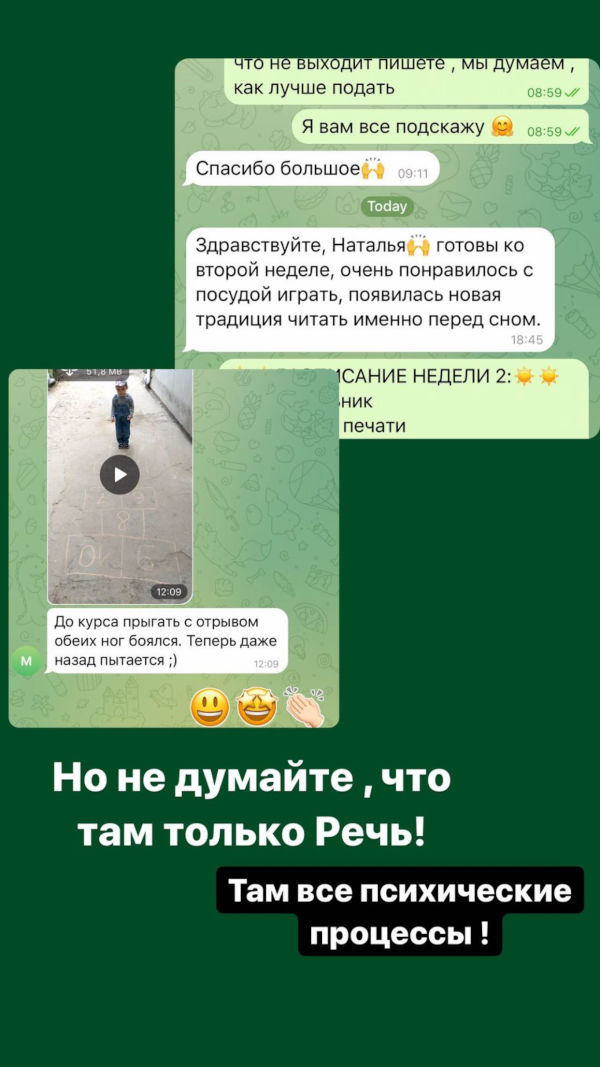 что не выходит пишете , мы думаем ,
как лучше подать
08:59
Я вам все подскажу 🤗
08:59
Спасибо большое🙌
09:11
Today
Здравствуйте, Наталья🙌 готовы ко
второй неделе, очень понравилось с
посудой играть, появилась новая
традиция читать именно перед сном.
18:45
ИСАНИЕ НЕДЕЛИ 2:☀️☀️
ник
печати
51,8 MB
8
6
12:09
До курса прыгать с отрывом
обеих ног боялся. Теперь даже
назад пытается ;)
12:09
М
😃🤩👏🏻
Но не думайте , что
там только Речь!
Там все психические
процессы !